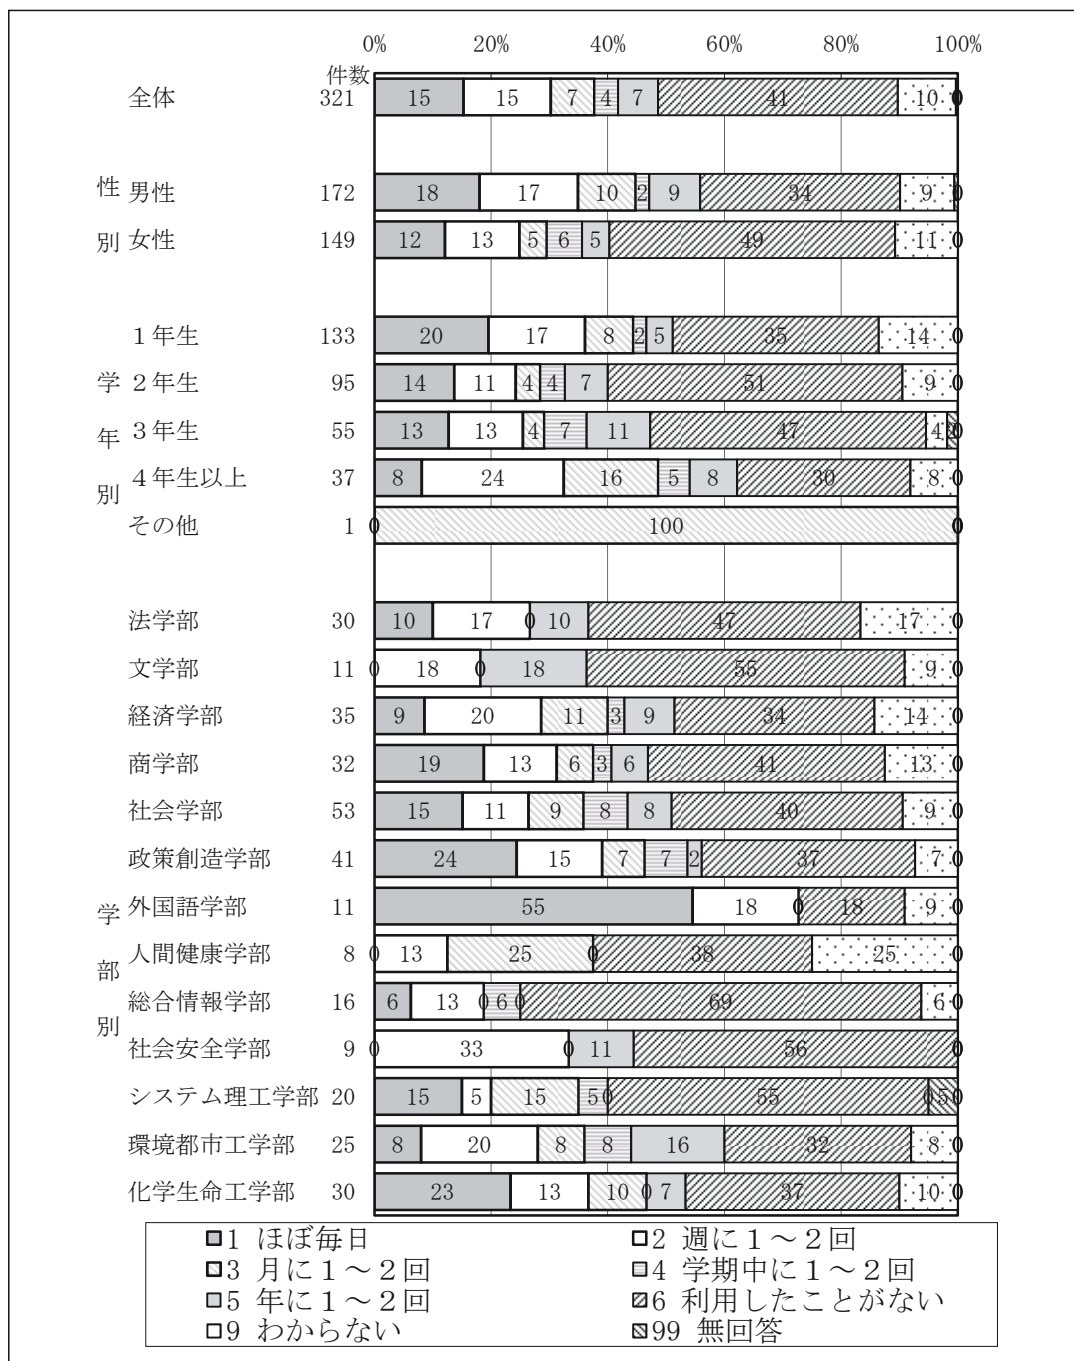 0% 20% 40% 60% 80% 100%
件数
全体 321 15 15 7 4 7 41 10 0
性別
男性 172 18 17 10 2 9 34 9 0
女性 149 12 13 5 6 5 49 11 0
学年別
1年生 133 20 17 8 2 5 35 14 0
2年生 95 14 11 4 4 7 51 9 0
3年生 55 13 13 4 7 11 47 4 0
4年生以上 37 8 24 16 5 8 30 8 0
その他 1 0 100 0
学部別
法学部 30 10 17 0 10 47 17 0
文学部 11 0 18 0 18 55 9 0
経済学部 35 9 20 11 3 9 34 14 0
商学部 32 19 13 6 3 6 41 13 0
社会学部 53 15 11 9 8 8 40 9 0
政策創造学部 41 24 15 7 7 2 37 7 0
外国語学部 11 55 18 0 18 9 0
人間健康学部 8 0 13 25 0 38 25 0
総合情報学部 16 6 13 0 6 0 69 6 0
社会安全学部 9 0 33 0 11 56 0
システム理工学部 20 15 5 15 5 0 55 0 5 0
環境都市工学部 25 8 20 8 8 16 32 8 0
化学生命工学部 30 23 13 10 0 7 37 10 0
1 ほぼ毎日 2 週に1~2回
3 月に1~2回 4 学期中に1~2回
5 年に1~2回 6 利用したことがない
9 わからない 99 無回答